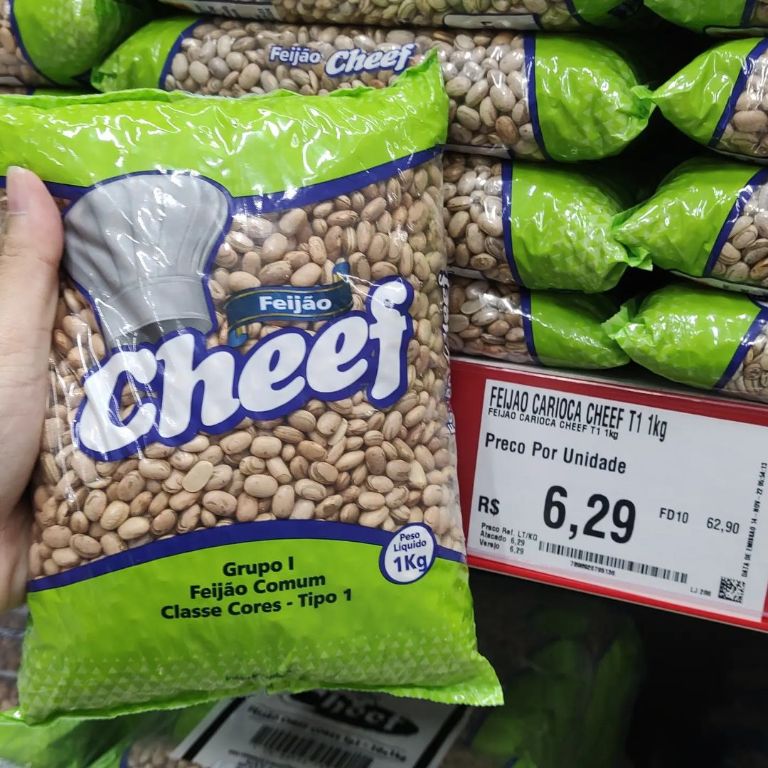 Feijão Cheef
Feijão
Cheef
Peso
Líquido
1Kg
Grupo I
Feijão Comum
Classe Cores - Tipo 1
FEIJAO CARIOCA CHEEF T1 1kg
FEIJAO CARIOCA CHEEF T1 1kg
Preco Por Unidade
R$ 6,29 FD10 62,90
Preco Ref. LT/KG
Atacado 6,29
Varejo 6,29